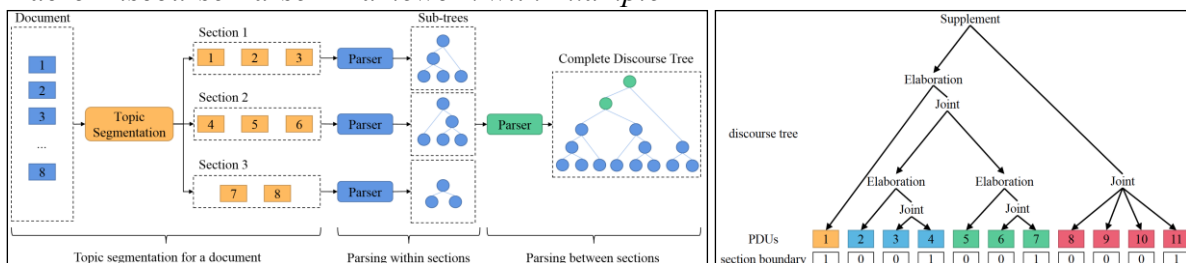 Document
1
2
3
...
8
Topic
Segmentation
Section 1
1 2 3
Section 2
4 5 6
Section 3
7 8
Parser
Parser
Parser
Sub-trees
Parser
Complete Discourse Tree
Topic segmentation for a document
Parsing within sections
Parsing between sections
Supplement
Elaboration
Joint
discourse tree
Elaboration Elaboration Joint
Joint Joint
PDUs 1 2 3 4 5 6 7 8 9 10 11
section boundary 1 0 0 1 0 0 1 0 0 0 1